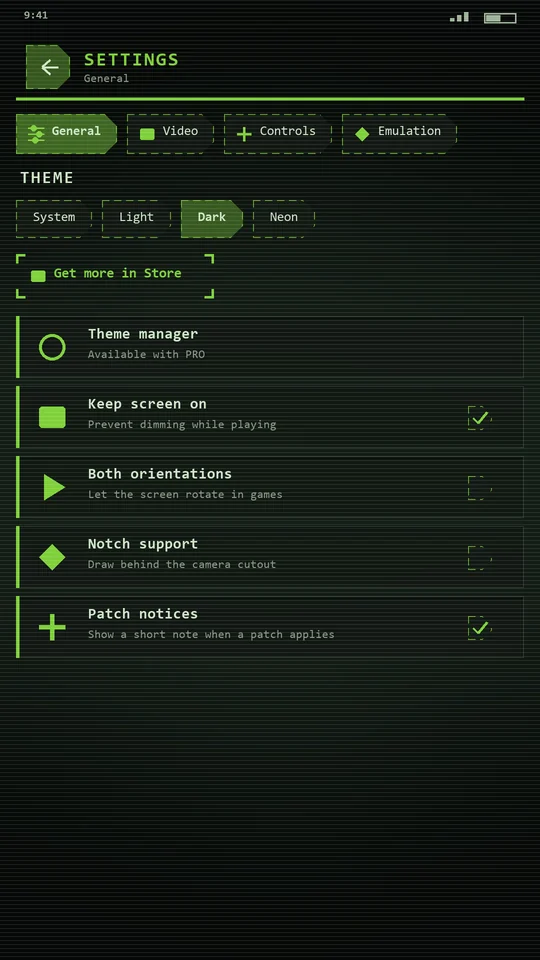 9:41
SETTINGS
General
General
Video
Controls
Emulation
THEME
System
Light
Dark
Neon
Get more in Store
Theme manager
Available with PRO
Keep screen on
Prevent dimming while playing
Both orientations
Let the screen rotate in games
Notch support
Draw behind the camera cutout
Patch notices
Show a short note when a patch applies